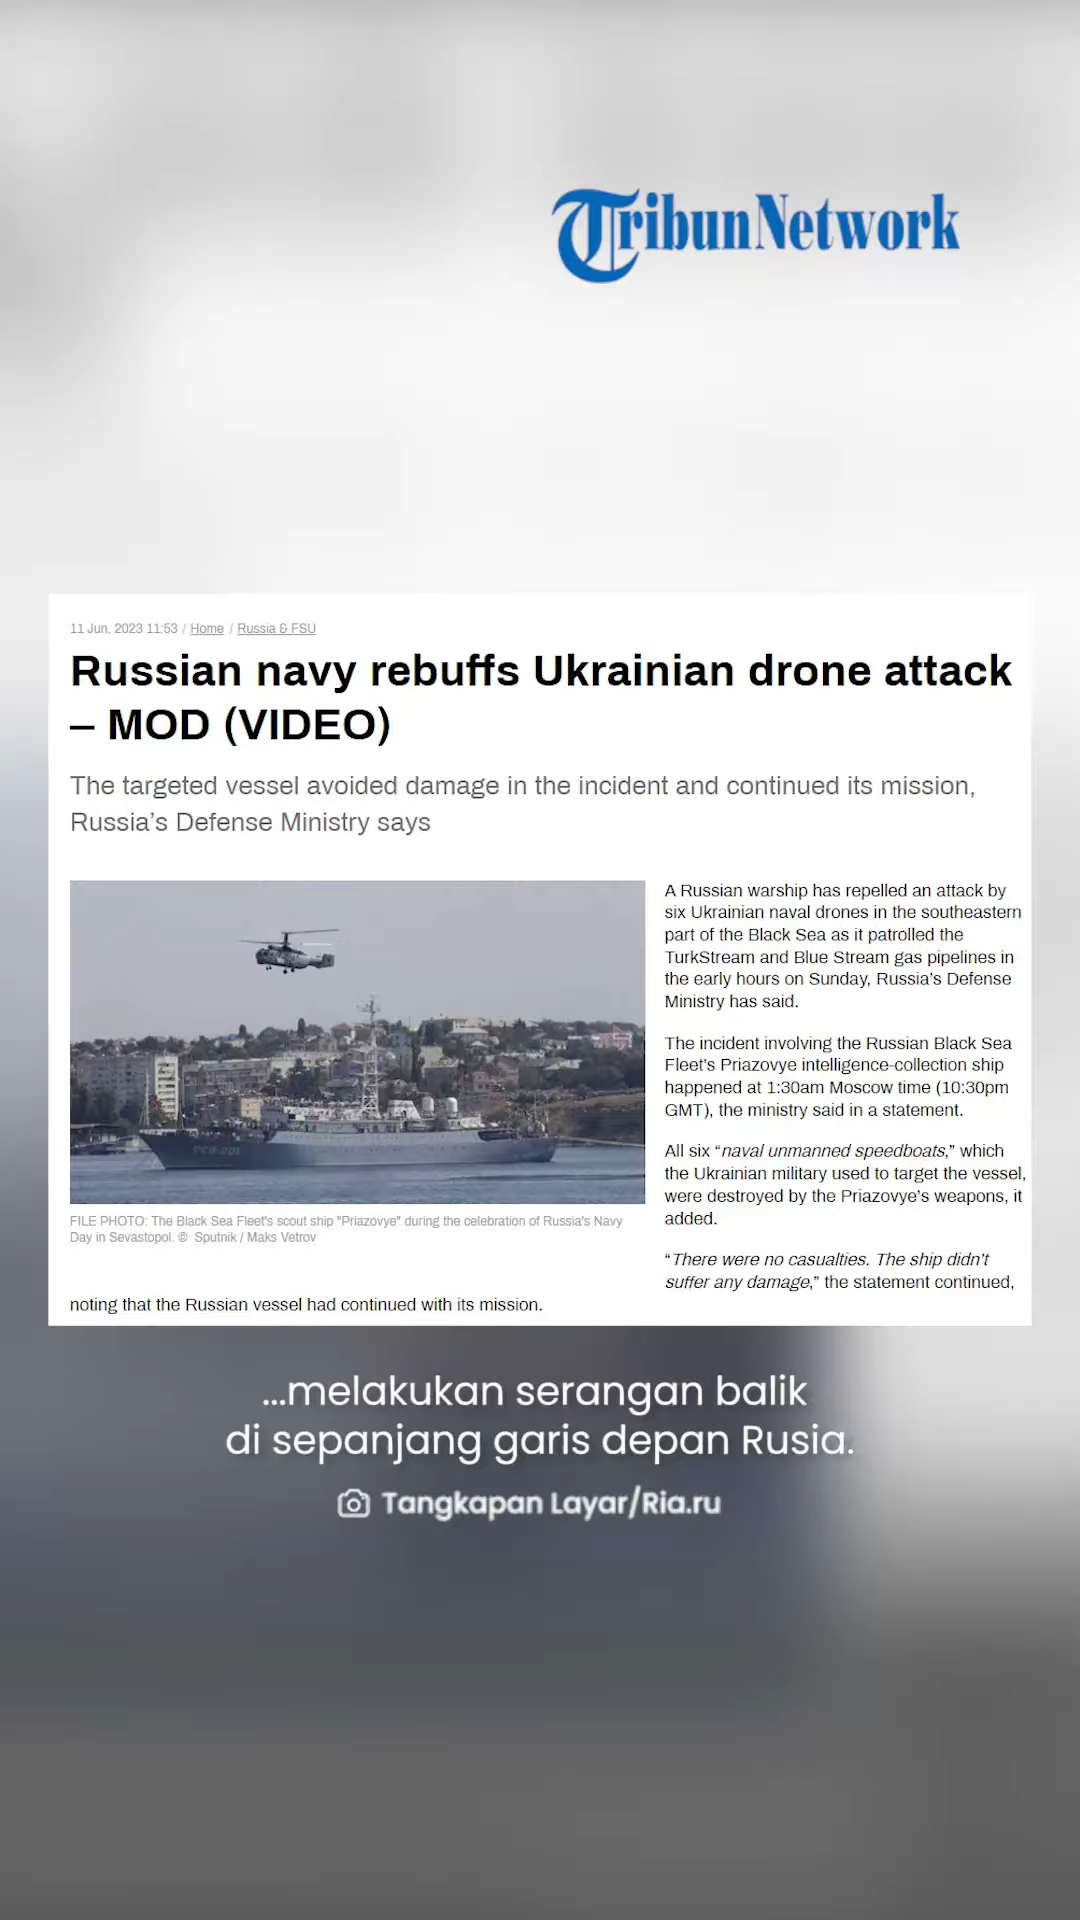 TribunNetwork
11 Jun, 2023 11:53 / Home / Russia & FSU
Russian navy rebuffs Ukrainian drone attack
– MOD (VIDEO)
The targeted vessel avoided damage in the incident and continued its mission,
Russia’s Defense Ministry says
A Russian warship has repelled an attack by
six Ukrainian naval drones in the southeastern
part of the Black Sea as it patrolled the
TurkStream and Blue Stream gas pipelines in
the early hours on Sunday, Russia’s Defense
Ministry has said.
The incident involving the Russian Black Sea
Fleet’s Priazovye intelligence-collection ship
happened at 1:30am Moscow time (10:30pm
GMT), the ministry said in a statement.
All six “naval unmanned speedboats,” which
the Ukrainian military used to target the vessel,
were destroyed by the Priazovye’s weapons, it
added.
“There were no casualties. The ship didn’t
suffer any damage,” the statement continued,
noting that the Russian vessel had continued with its mission.
FILE PHOTO: The Black Sea Fleet's scout ship "Priazovye" during the celebration of Russia's Navy
Day in Sevastopol. © Sputnik / Maks Vetrov
...melakukan serangan balik
di sepanjang garis depan Rusia.
Tangkapan Layar/Ria.ru